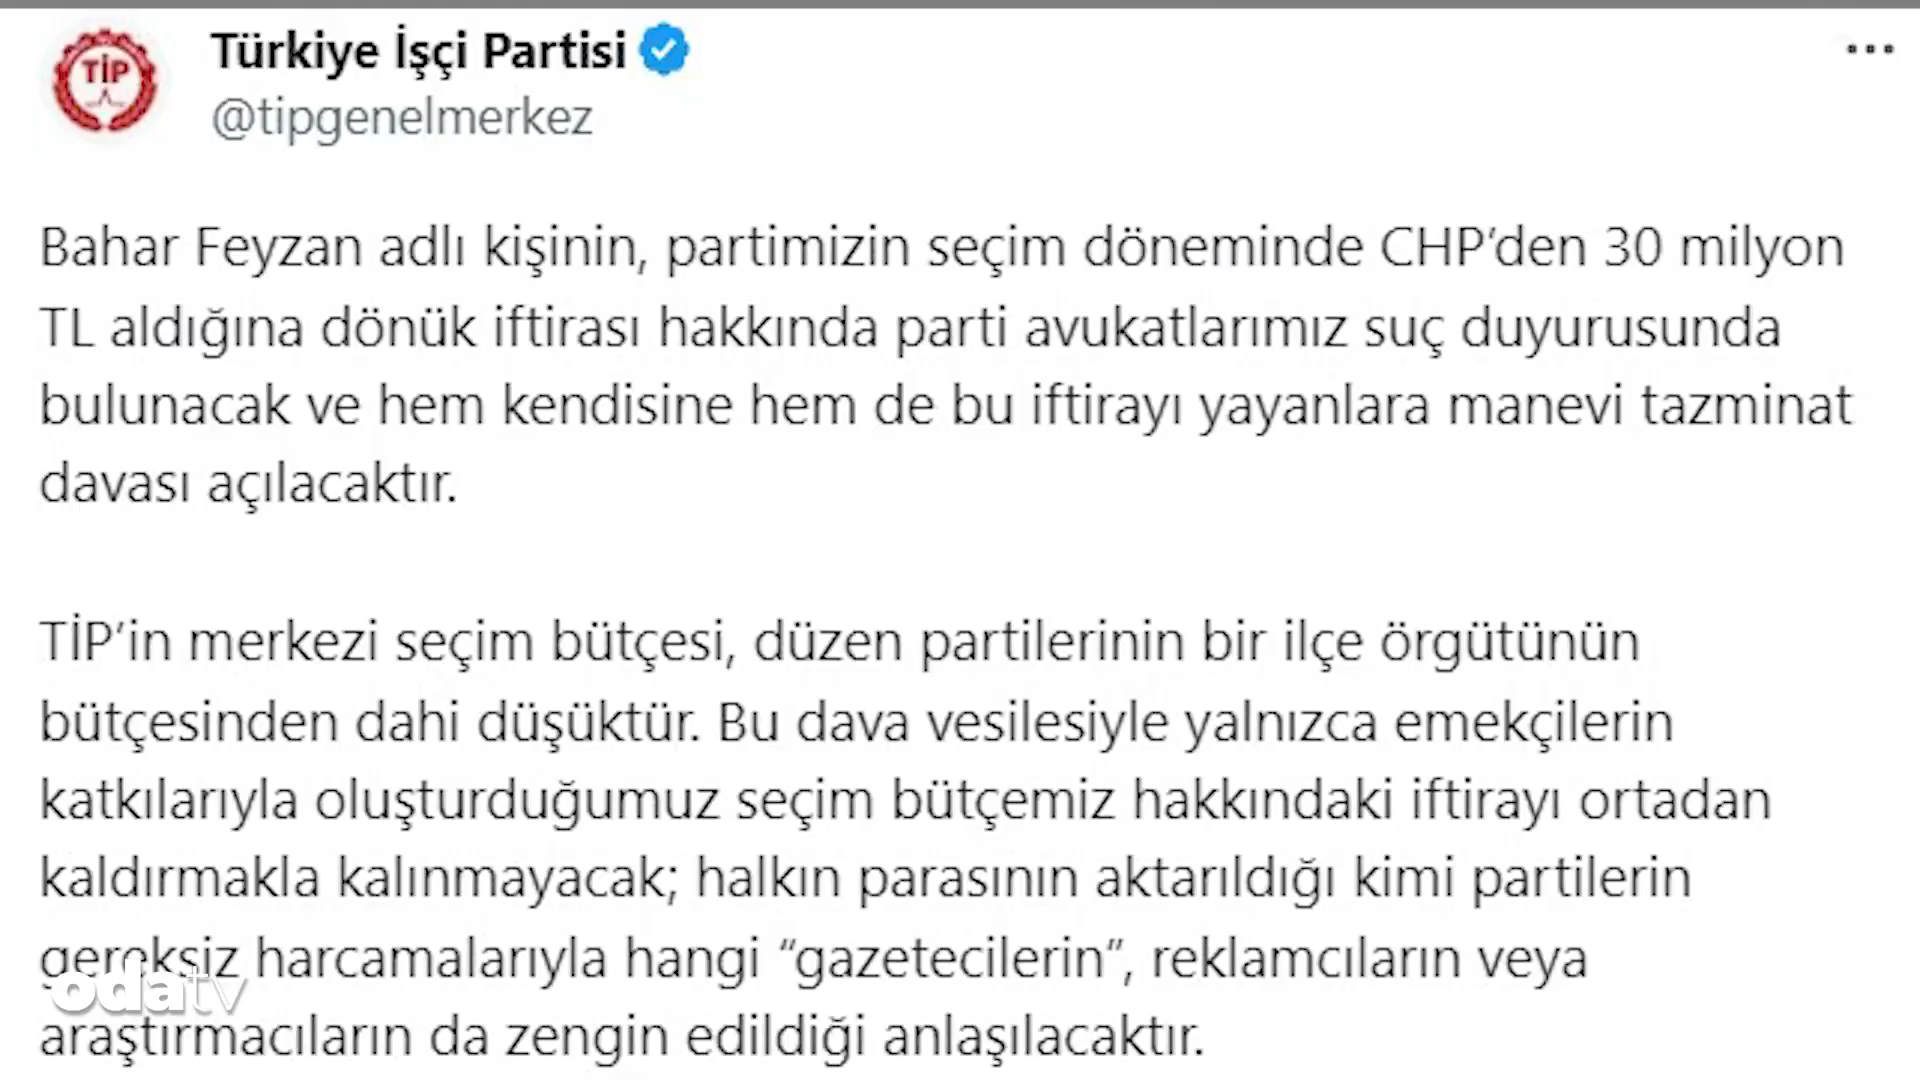 TİP
Türkiye İşçi Partisi
@tipgenelmerkez
Bahar Feyzan adlı kişinin, partimizin seçim döneminde CHP’den 30 milyon
TL aldığına dönük iftirası hakkında parti avukatlarımız suç duyurusunda
bulunacak ve hem kendisine hem de bu iftirayı yayanlara manevi tazminat
davası açılacaktır.
TİP’in merkezi seçim bütçesi, düzen partilerinin bir ilçe örgütünün
bütçesinden dahi düşüktür. Bu dava vesilesiyle yalnızca emekçilerin
katkılarıyla oluşturduğumuz seçim bütçemiz hakkındaki iftirayı ortadan
kaldırmakla kalınmayacak; halkın parasının aktarıldığı kimi partilerin
gereksiz harcamalarıyla hangi “gazetecilerin”, reklamcıların veya
odatv
araştırmacıların da zengin edildiği anlaşılacaktır.